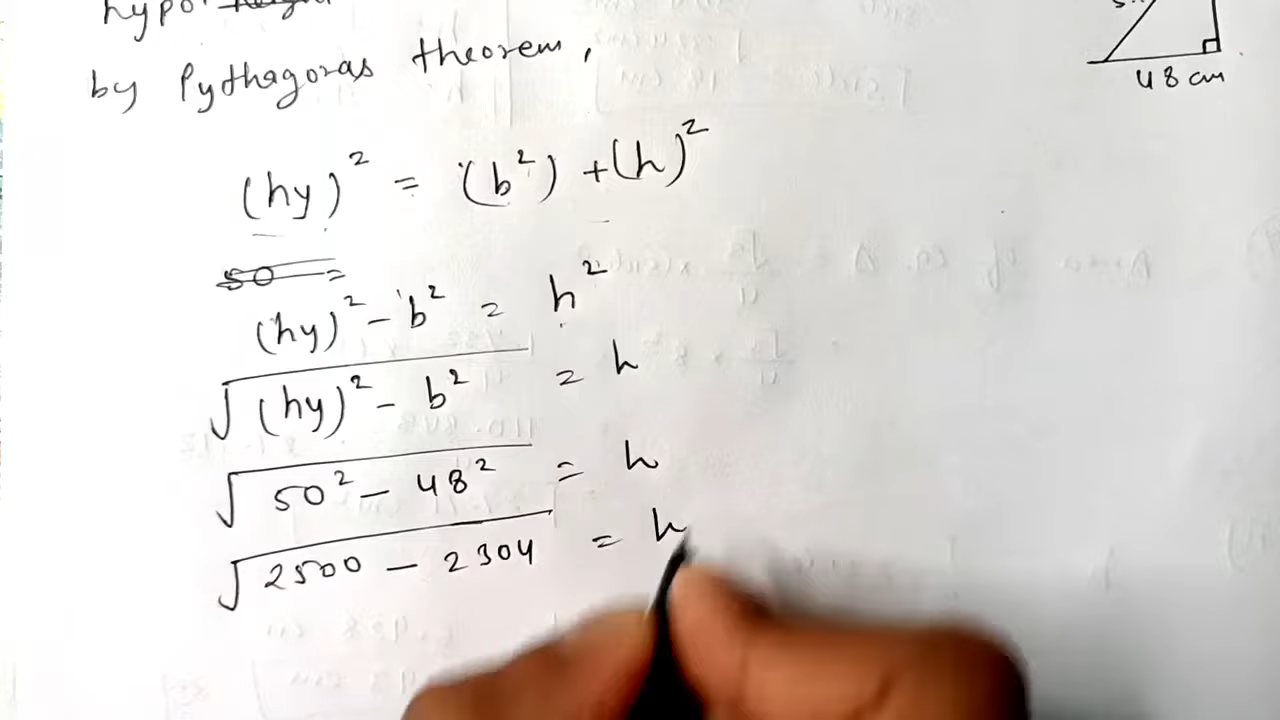 by Pythagoras theorem,
48 cm
(hy)² = (b²) + (h)²
50 =
(hy)² - b² = h²
√(hy)² - b² = h
√50² - 48² = h
√2500 - 2304 = h